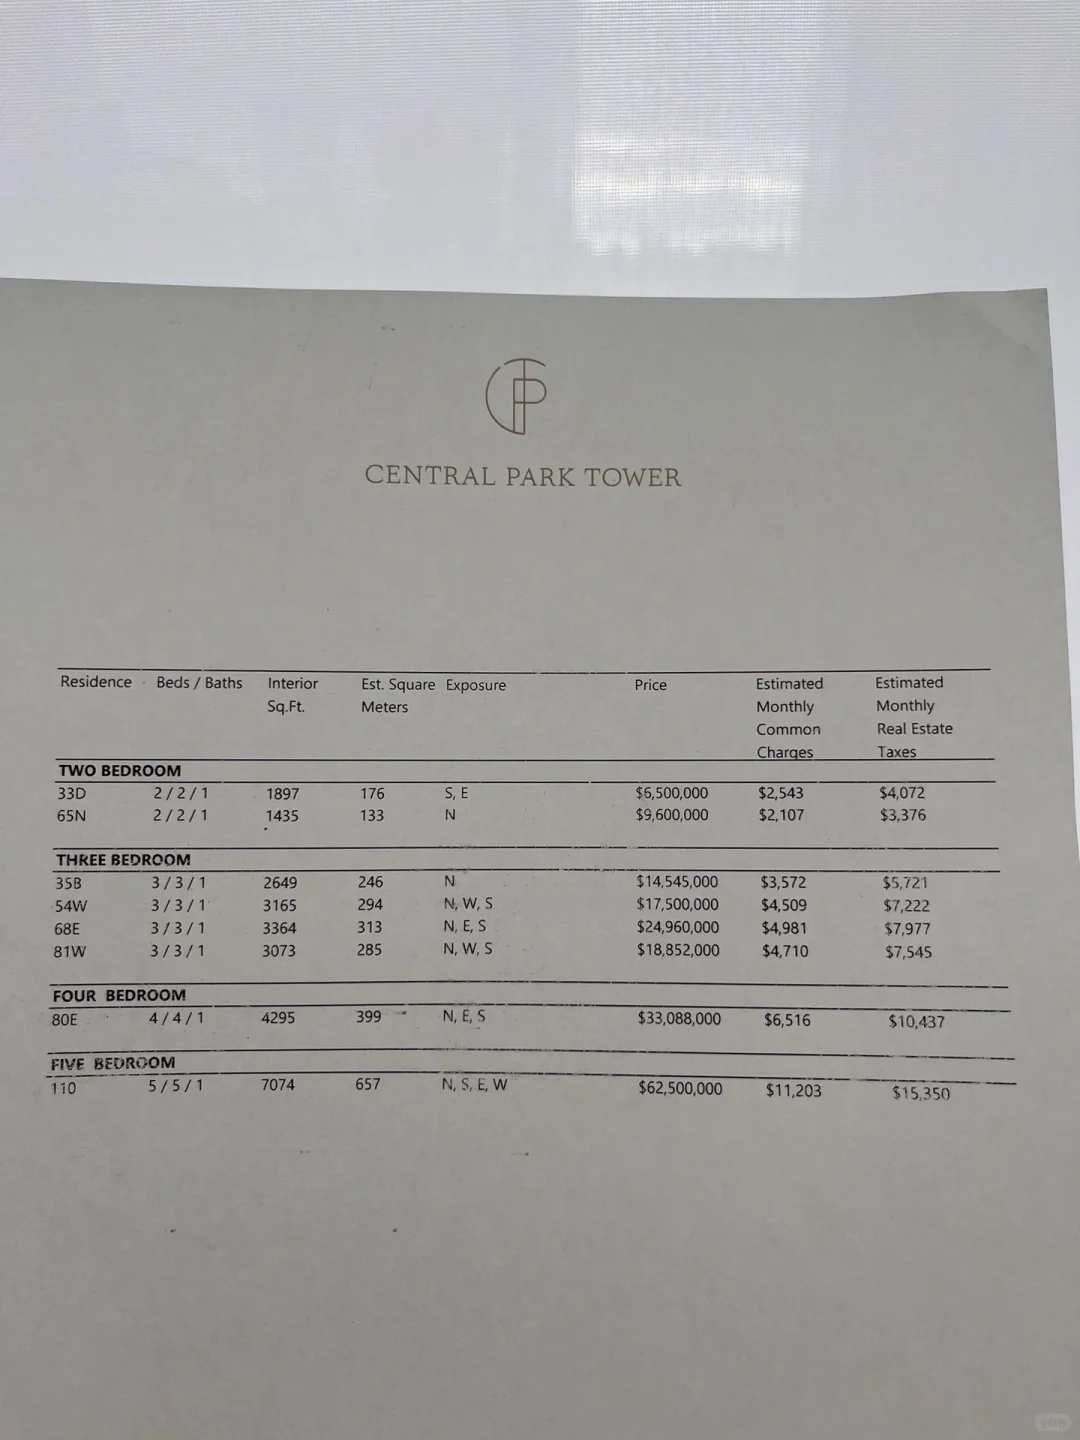 CENTRAL PARK TOWER
Residence Beds / Baths Interior Sq.Ft. Est. Square Meters Exposure Price Estimated Monthly Common Charges Estimated Monthly Real Estate Taxes
TWO BEDROOM
33D 2 / 2 / 1 1897 176 S, E $6,500,000 $2,543 $4,072
65N 2 / 2 / 1 1435 133 N $9,600,000 $2,107 $3,376
THREE BEDROOM
35B 3 / 3 / 1 2649 246 N $14,545,000 $3,572 $5,721
54W 3 / 3 / 1 3165 294 N, W, S $17,500,000 $4,509 $7,222
68E 3 / 3 / 1 3364 313 N, E, S $24,960,000 $4,981 $7,977
81W 3 / 3 / 1 3073 285 N, W, S $18,852,000 $4,710 $7,545
FOUR BEDROOM
80E 4 / 4 / 1 4295 399 N, E, S $33,088,000 $6,516 $10,437
FIVE BEDROOM
110 5 / 5 / 1 7074 657 N, S, E, W $62,500,000 $11,203 $15,350